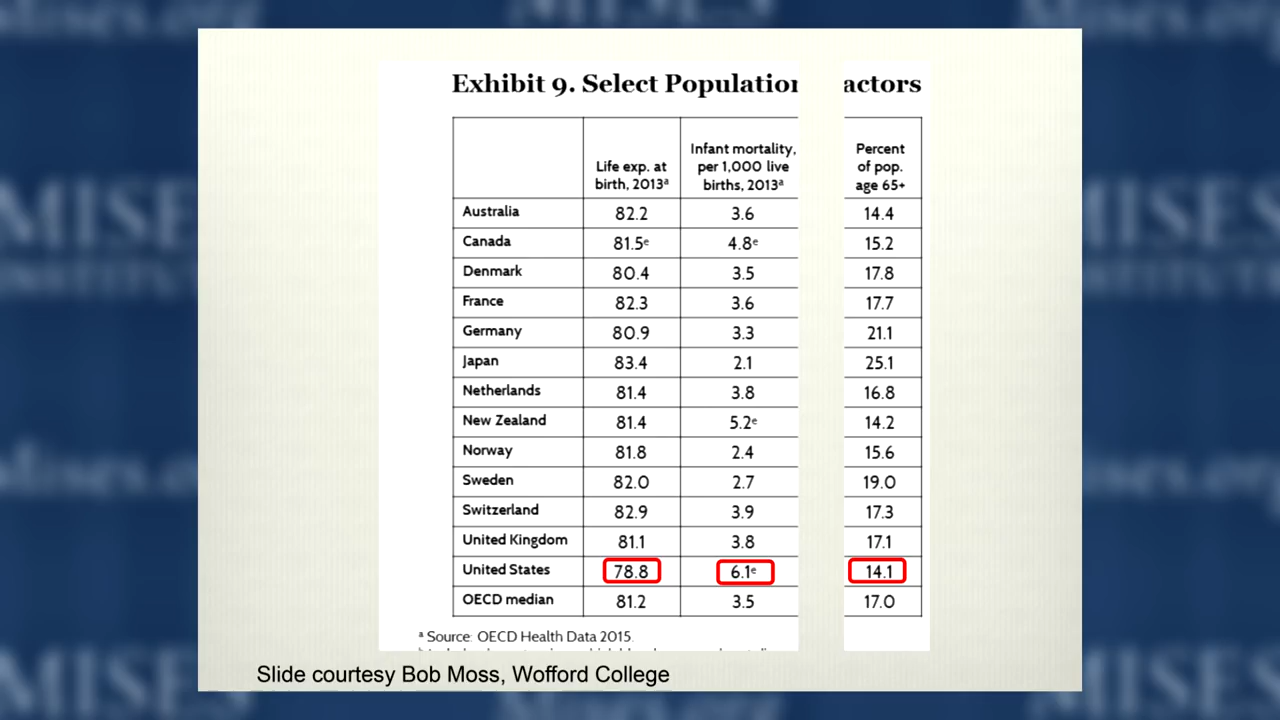 Exhibit 9. Select Population actors
Life exp. at birth, 2013ᵃ Infant mortality, per 1,000 live births, 2013ᵃ Percent of pop. age 65+
Australia 82.2 3.6 14.4
Canada 81.5ᵉ 4.8ᵉ 15.2
Denmark 80.4 3.5 17.8
France 82.3 3.6 17.7
Germany 80.9 3.3 21.1
Japan 83.4 2.1 25.1
Netherlands 81.4 3.8 16.8
New Zealand 81.4 5.2ᵉ 14.2
Norway 81.8 2.4 15.6
Sweden 82.0 2.7 19.0
Switzerland 82.9 3.9 17.3
United Kingdom 81.1 3.8 17.1
United States 78.8 6.1ᵉ 14.1
OECD median 81.2 3.5 17.0
ᵃ Source: OECD Health Data 2015.
Slide courtesy Bob Moss, Wofford College
Mises.org
MISES
INSTITUTE